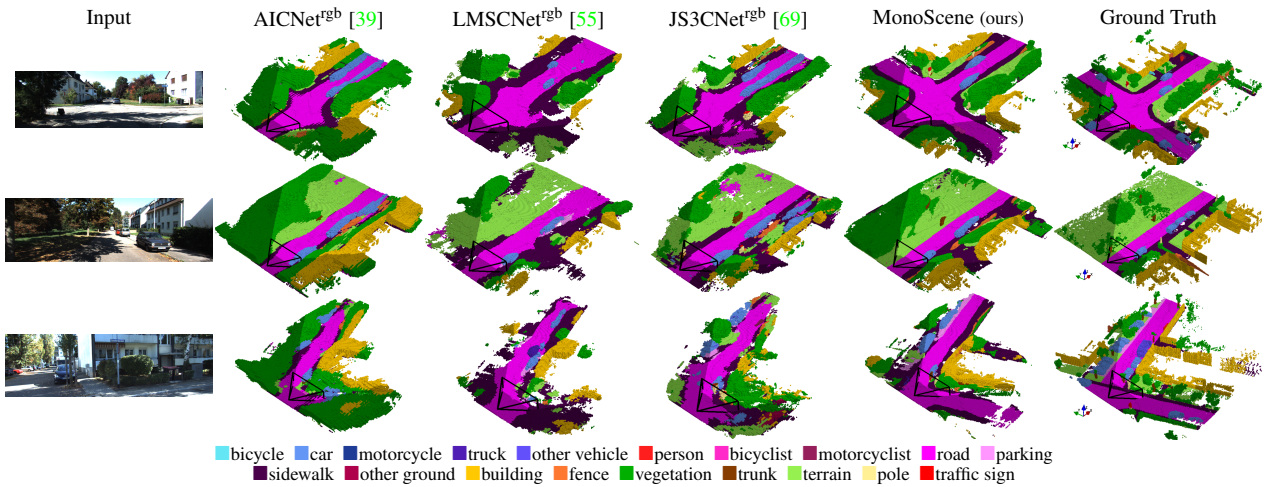 Input AICNet^rgb [39] LMSCNet^rgb [55] JS3CNet^rgb [69] MonoScene (ours) Ground Truth
bicycle car motorcycle truck other vehicle person bicyclist motorcyclist road parking
sidewalk other ground building fence vegetation trunk terrain pole traffic sign